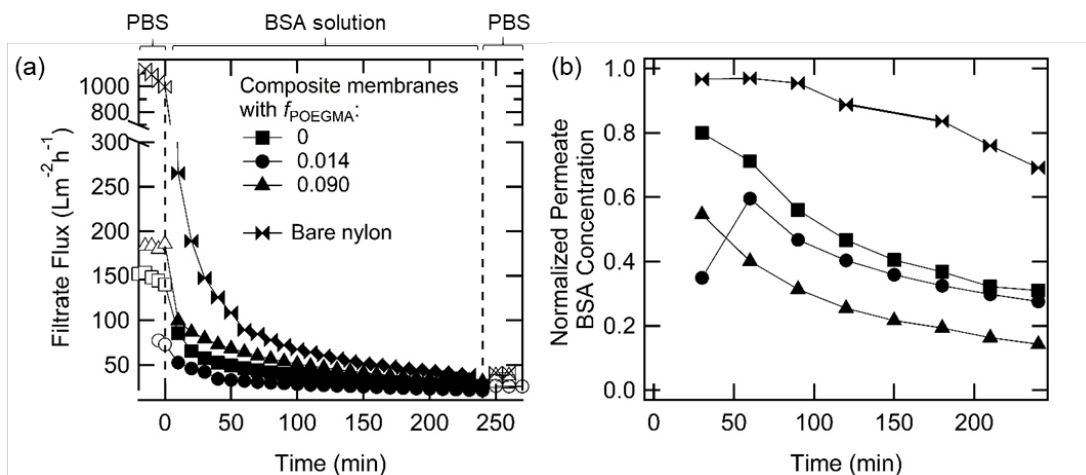 PBS BSA solution PBS
(a)
Composite membranes
with fPOEGMA:
0
0.014
0.090
Bare nylon
Filtrate Flux (Lm⁻²h⁻¹)
1000
800
300
250
200
150
100
50
0 50 100 150 200 250
Time (min)
(b)
Normalized Permeate
BSA Concentration
1.0
0.8
0.6
0.4
0.2
0.0
0 50 100 150 200
Time (min)